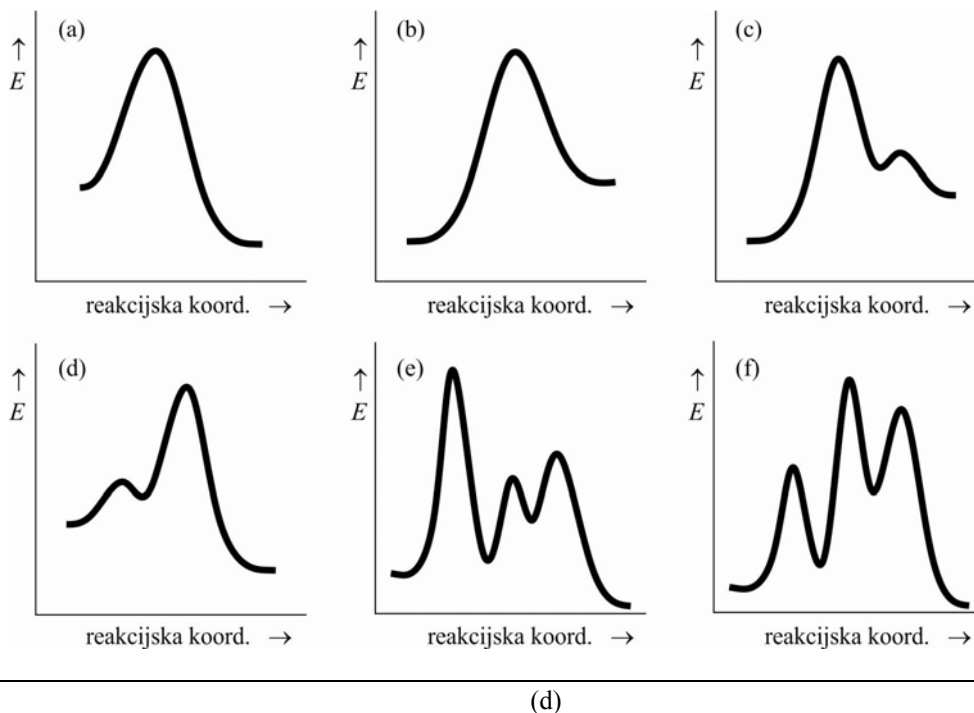 (a)
↑
E
reakcijska koord. →
(b)
↑
E
reakcijska koord. →
(c)
↑
E
reakcijska koord. →
(d)
↑
E
reakcijska koord. →
(e)
↑
E
reakcijska koord. →
(f)
↑
E
reakcijska koord. →
(d)